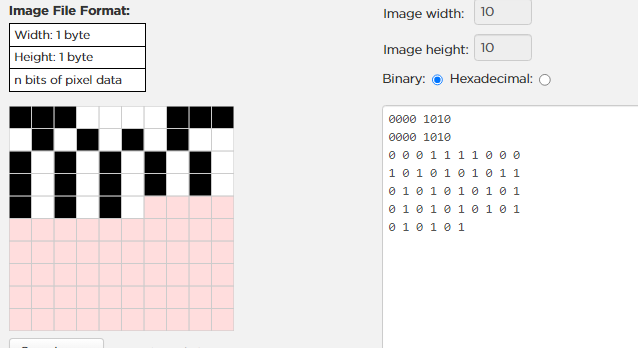 Image File Format:
Width: 1 byte
Height: 1 byte
n bits of pixel data
Image width: 10
Image height: 10
Binary: Hexadecimal:
0000 1010
0000 1010
0 0 0 1 1 1 1 0 0 0
1 0 1 0 1 0 1 0 1 1
0 1 0 1 0 1 0 1 0 1
0 1 0 1 0 1 0 1 0 1
0 1 0 1 0 1